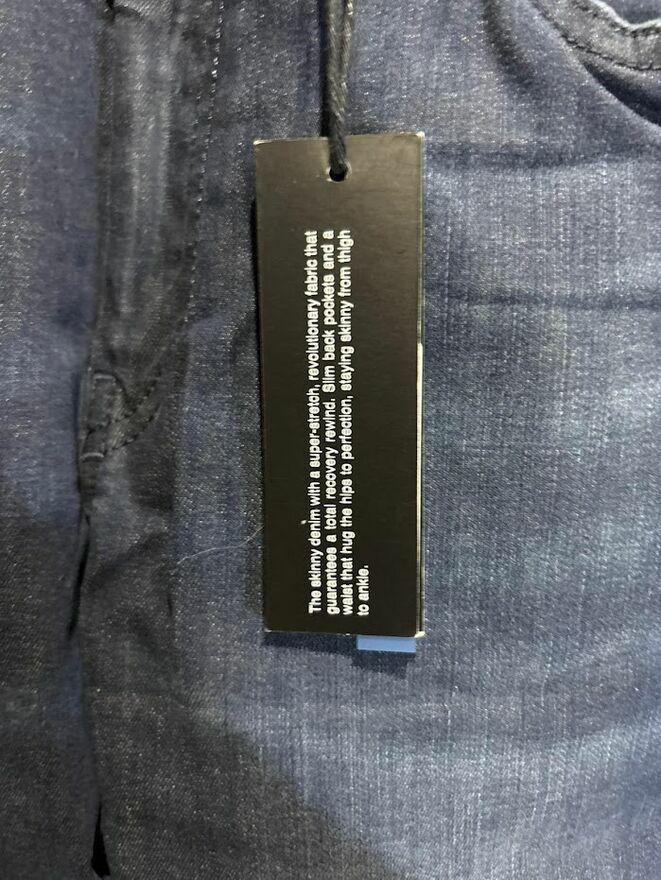 The skinny denim with a super-stretch, revolutionary fabric that
guarantees a total recovery rewind. Slim back pockets and a
waist that hug the hips to perfection, staying skinny from thigh
to ankle.